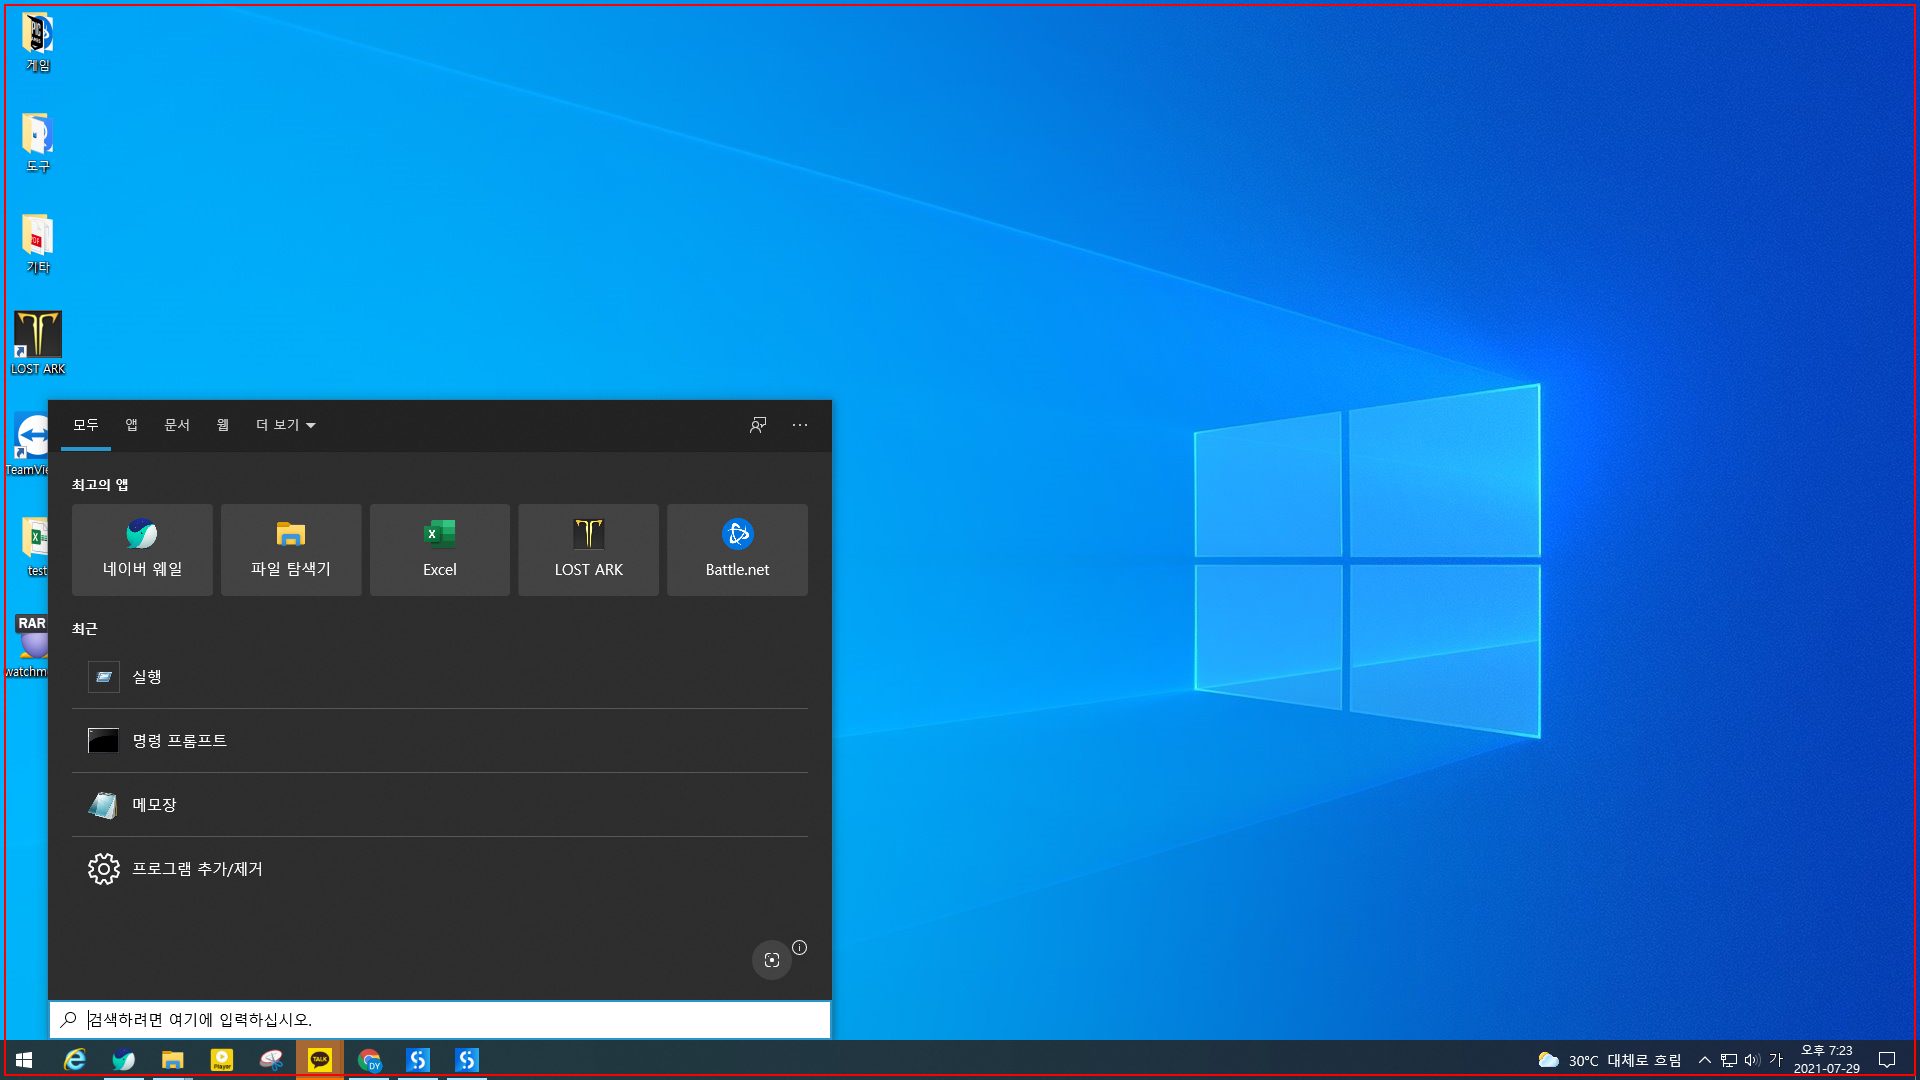 게임
도구
기타
LOST ARK
TeamVie
test
RAR
watchm
모두 앱 문서 웹 더 보기
최고의 앱
네이버 웨일 파일 탐색기 Excel LOST ARK Battle.net
최근
실행
명령 프롬프트
메모장
프로그램 추가/제거
검색하려면 여기에 입력하십시오.
Player
TALK
DY
30°C 대체로 흐림
가
오후 7:23
2021-07-29